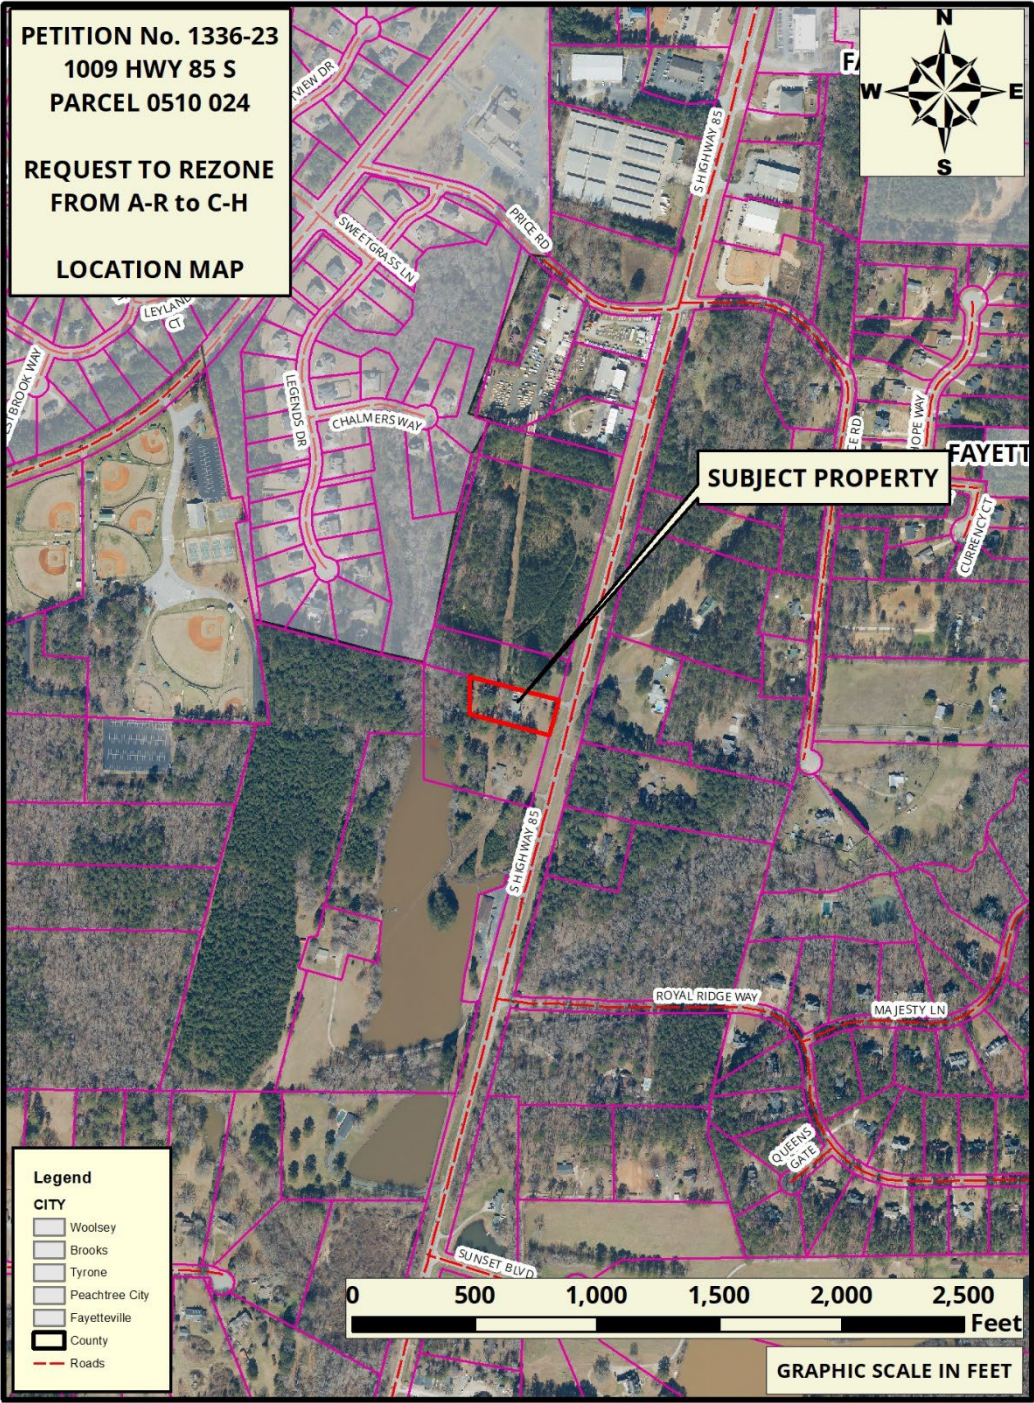 PETITION No. 1336-23
1009 HWY 85 S
PARCEL 0510 024
REQUEST TO REZONE
FROM A-R to C-H
LOCATION MAP
N
W
E
S
S HIGHWAY 85
PRICE RD
SWEETGRASS LN
LEYLAND
CT
LEGENDS DR
CHALMERS WAY
HOPE WAY
FAYETT
SUBJECT PROPERTY
CURRENCY CT
S HIGHWAY 85
ROYAL RIDGE WAY
MAJESTY LN
QUEENS
GATE
SUNSET BLVD
Legend
CITY
Woolsey
Brooks
Tyrone
Peachtree City
Fayetteville
County
Roads
0 500 1,000 1,500 2,000 2,500
Feet
GRAPHIC SCALE IN FEET